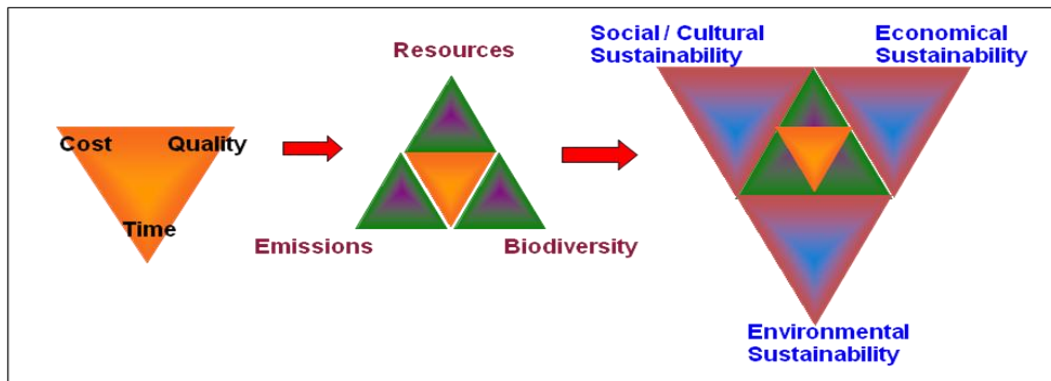 Cost Quality
Time
Resources
Emissions
Biodiversity
Social / Cultural
Sustainability
Economical
Sustainability
Environmental
Sustainability